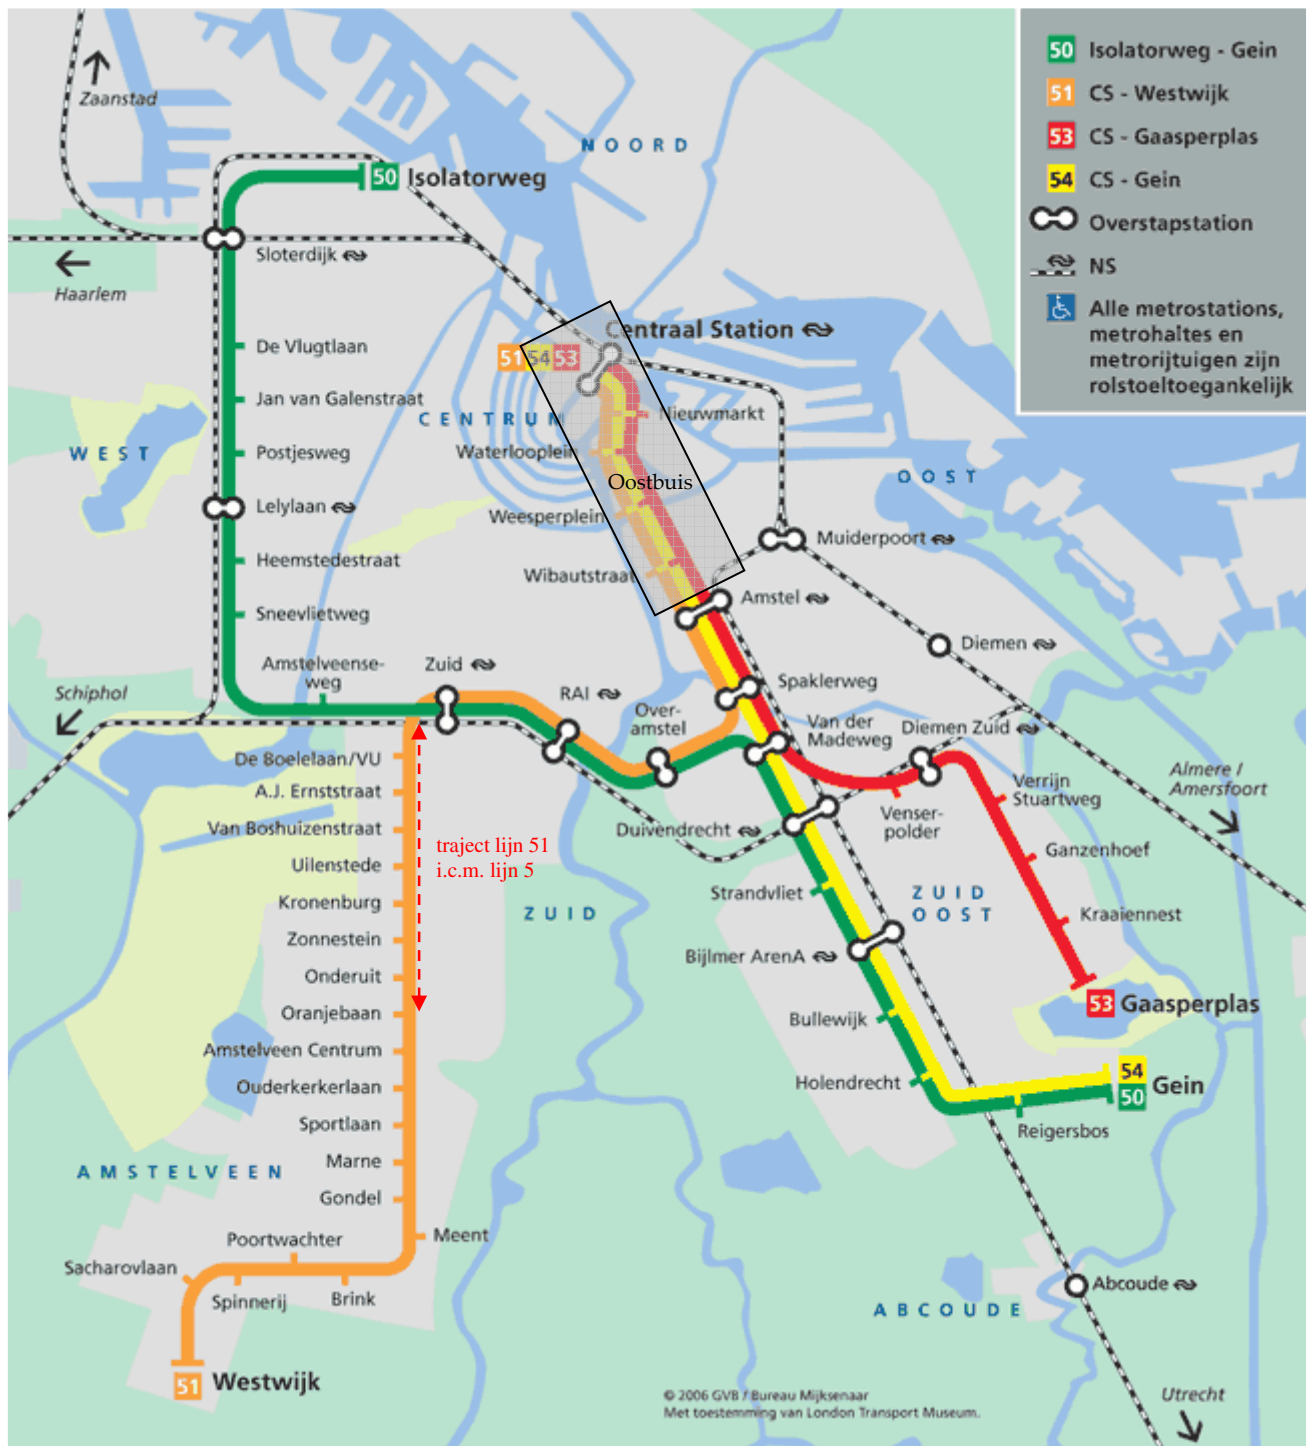 50 Isolatorweg - Gein
51 CS - Westwijk
53 CS - Gaasperplas
54 CS - Gein
Overstapstation
NS
Alle metrostations,
metrohaltes en
metrorijtuigen zijn
rolstoeltoegankelijk
Zaanstad
NOORD
50 Isolatorweg
Sloterdijk
Haarlem
Centraal Station
51 54 53
De Vlugtlaan
Jan van Galenstraat
CENTRUM
Nieuwmarkt
WEST
Postjesweg
Waterlooplein
Oostbuis
OOST
Lelylaan
Weesperplein
Muiderpoort
Heemstedestraat
Wibautstraat
Amstel
Sneevlietweg
Diemen
Amstelveense-
weg
Zuid
RAI
Spaklerweg
Schiphol
Over-
amstel
Van der
Madeweg
Diemen Zuid
De Boelelaan/VU
Almere /
Amersfoort
A.J. Ernststraat
Verrijn
Stuartweg
Venser-
polder
Van Boshuizenstraat
Duivendrecht
traject lijn 51
i.c.m. lijn 5
Ganzenhoef
Uilenstede
Strandvliet
Kronenburg
ZUID
ZUID
OOST
Kraaiennest
Zonnestein
Bijlmer ArenA
Onderuit
53 Gaasperplas
Oranjebaan
Bullewijk
Amstelveen Centrum
Holendrecht
54
50
Gein
Ouderkerkerlaan
Reigersbos
Sportlaan
AMSTELVEEN
Marne
Gondel
Meent
Poortwachter
Sacharovlaan
Spinnerij
Brink
Abcoude
ABCOUDE
51 Westwijk
© 2006 GVB / Bureau Mijksenaar
Met toestemming van London Transport Museum.
Utrecht